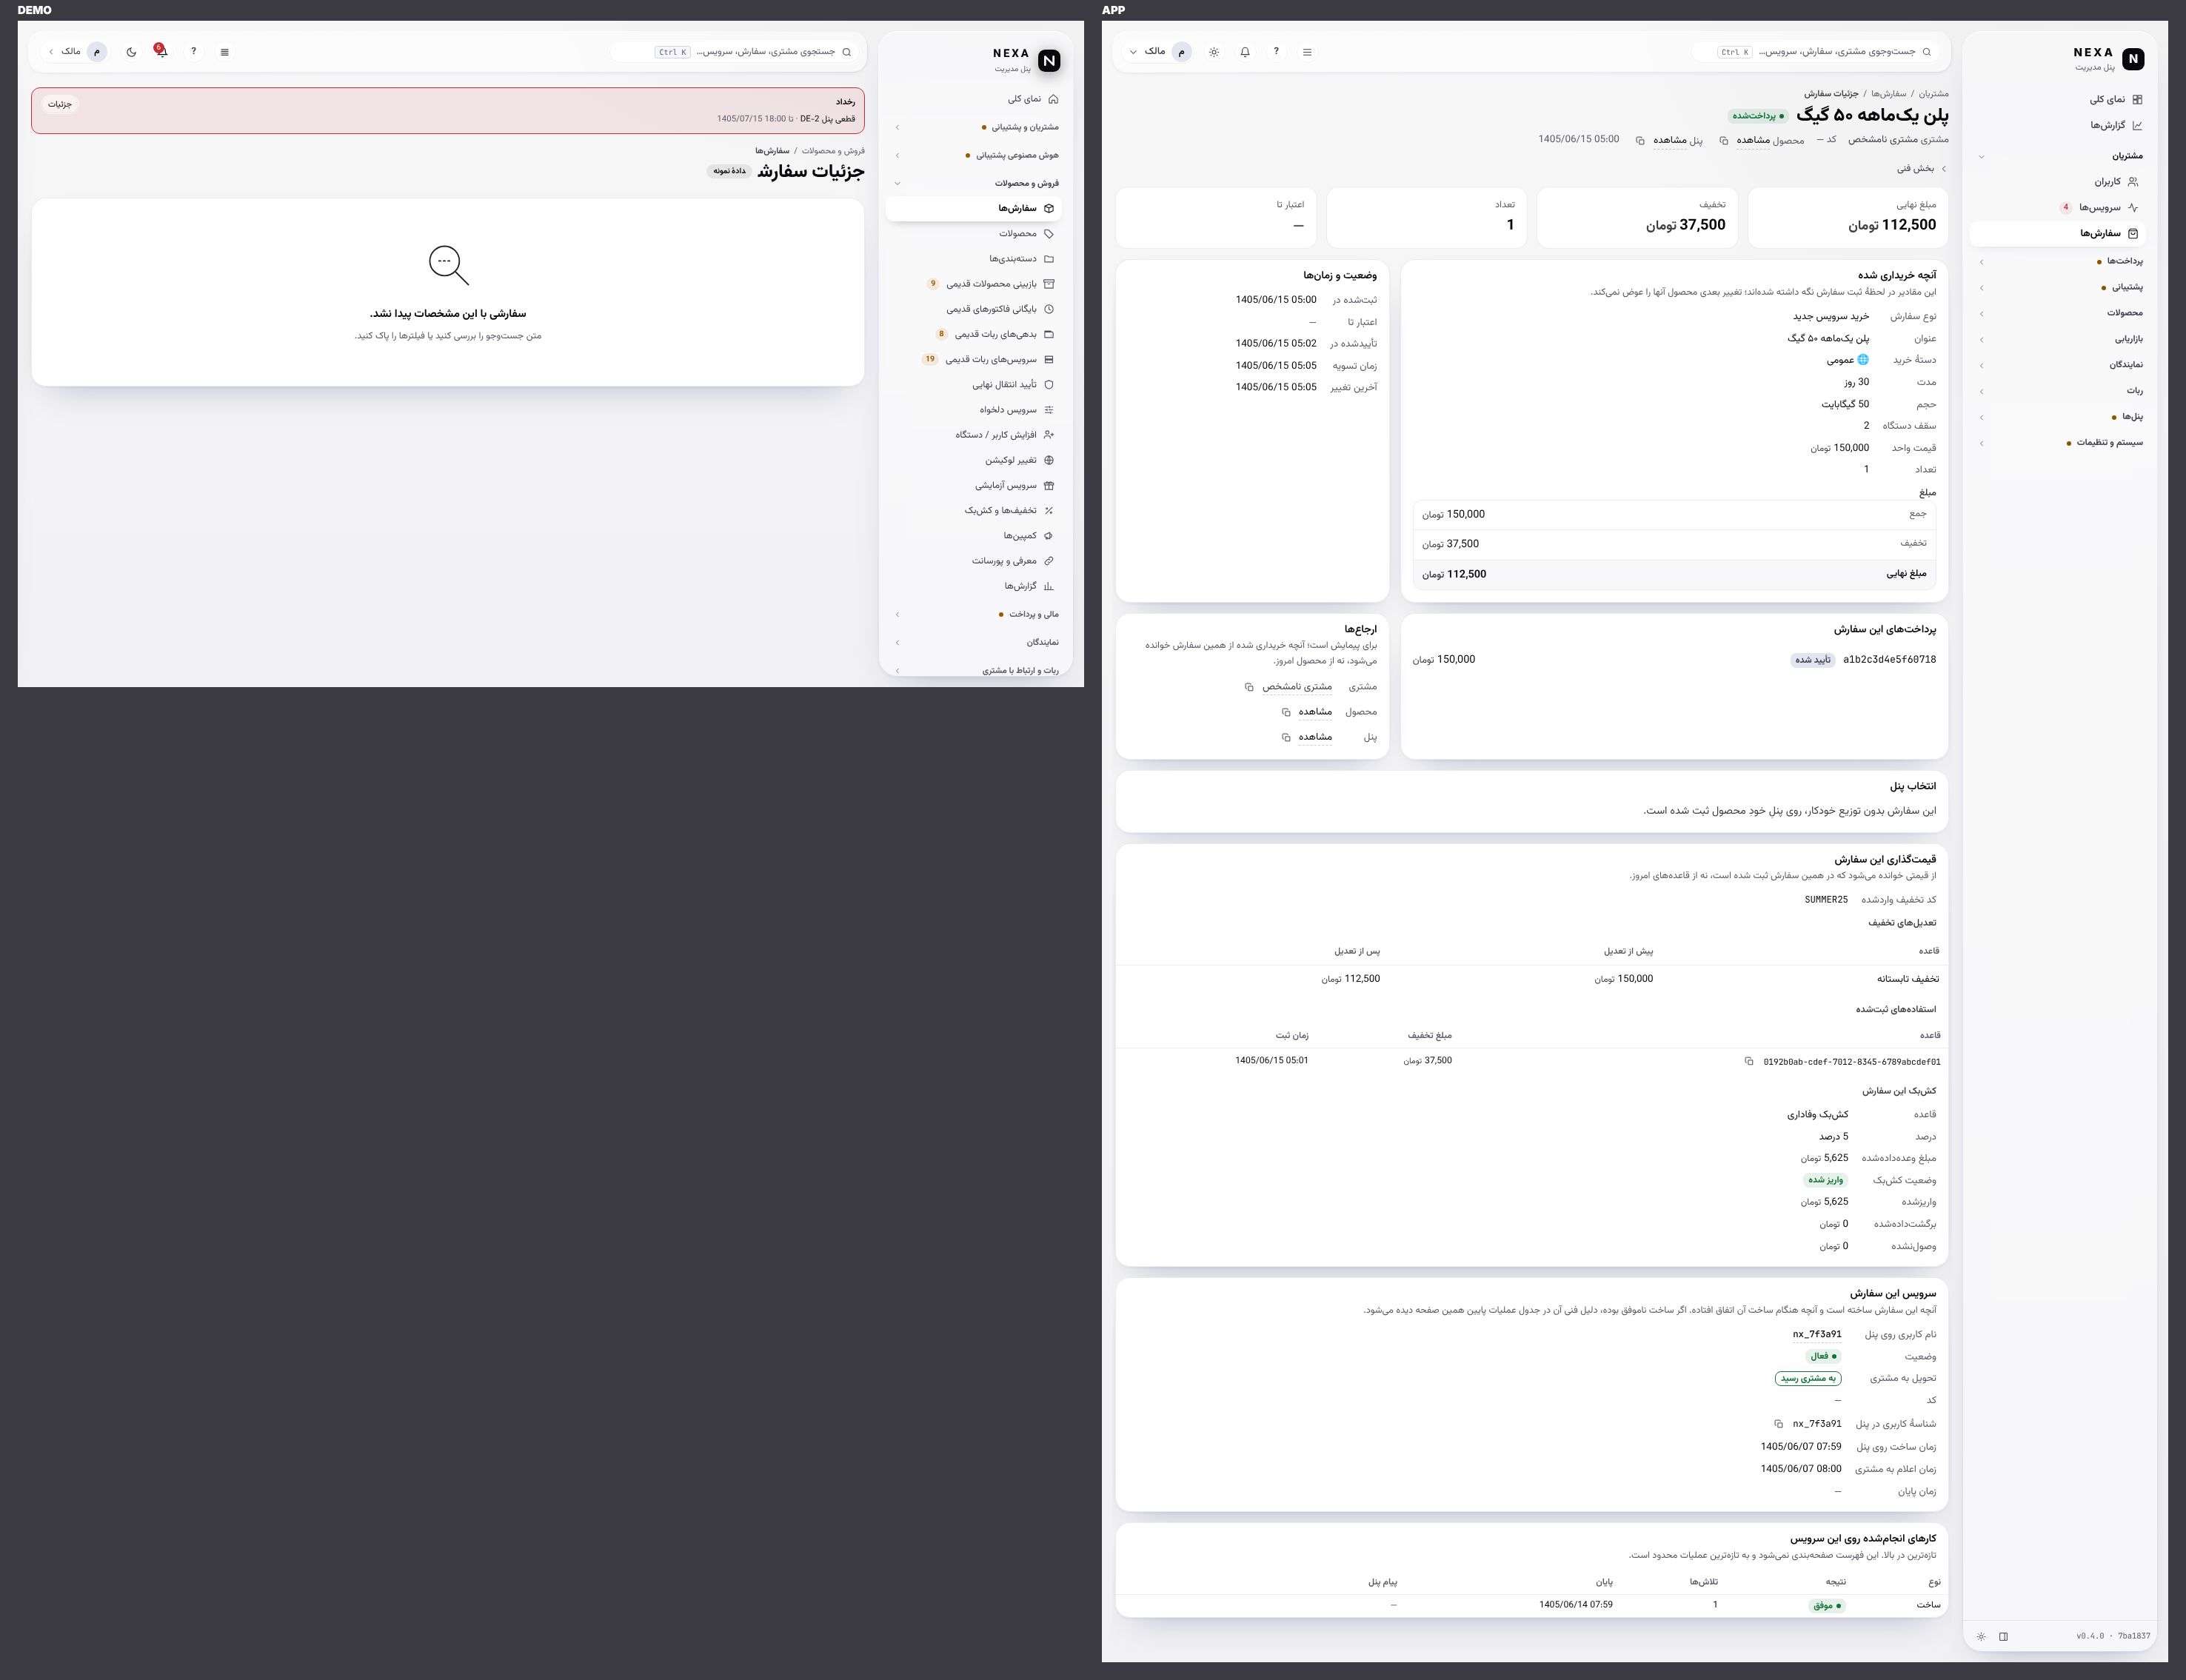 DEMO
NEXA
پنل مدیریت
جستجوی مشتری، سفارش، سرویس…
Ctrl K
?
6
م
مالک
نمای کلی
مشتریان و پشتیبانی
هوش مصنوعی پشتیبانی
فروش و محصولات
سفارش‌ها
محصولات
دسته‌بندی‌ها
بازبینی محصولات قدیمی 9
بایگانی فاکتورهای قدیمی
بدهی‌های ربات قدیمی 8
سرویس‌های ربات قدیمی 19
تأیید انتقال نهایی
سرویس دلخواه
افزایش کاربر / دستگاه
تغییر لوکیشن
سرویس آزمایشی
تخفیف‌ها و کش‌بک
کمپین‌ها
معرفی و پورسانت
گزارش‌ها
مالی و پرداخت
نمایندگان
ربات و ارتباط با مشتری
رخداد
قطعی پنل DE-2 · تا 18:00 1405/07/15
جزئیات
فروش و محصولات / سفارش‌ها
جزئیات سفارش
دادهٔ نمونه
سفارشی با این مشخصات پیدا نشد.
متن جست‌وجو را بررسی کنید یا فیلترها را پاک کنید.
APP
N
NEXA
پنل مدیریت
جست‌وجوی مشتری، سفارش، سرویس…
Ctrl K
?
م
مالک
نمای کلی
گزارش‌ها
مشتریان
کاربران
سرویس‌ها 4
سفارش‌ها
پرداخت‌ها
پشتیبانی
محصولات
بازاریابی
نمایندگان
ربات
پنل‌ها
سیستم و تنظیمات
v0.4.0 · 7ba1837
مشتریان / سفارش‌ها / جزئیات سفارش
پلن یک‌ماهه ۵۰ گیگ
پرداخت‌شده
مشتری مشتری نامشخص کد — محصول مشاهده پنل مشاهده 1405/06/15 05:00
بخش فنی
مبلغ نهایی
112,500 تومان
تخفیف
37,500 تومان
تعداد
1
اعتبار تا
—
آنچه خریداری شده
این مقادیر در لحظهٔ ثبت سفارش نگه داشته شده‌اند؛ تغییر بعدی محصول آنها را عوض نمی‌کند.
نوع سفارش خرید سرویس جدید
عنوان پلن یک‌ماهه ۵۰ گیگ
دستهٔ خرید 🌐 عمومی
مدت 30 روز
حجم 50 گیگابایت
سقف دستگاه 2
قیمت واحد 150,000 تومان
تعداد 1
مبلغ
جمع 150,000 تومان
تخفیف 37,500 تومان
مبلغ نهایی 112,500 تومان
وضعیت و زمان‌ها
ثبت‌شده در 1405/06/15 05:00
اعتبار تا —
تأییدشده در 1405/06/15 05:02
زمان تسویه 1405/06/15 05:05
آخرین تغییر 1405/06/15 05:05
پرداخت‌های این سفارش
a1b2c3d4e5f60718 تأیید شده 150,000 تومان
ارجاع‌ها
برای پیمایش است؛ آنچه خریداری شده از همین سفارش خوانده
می‌شود، نه از محصول امروز.
مشتری مشتری نامشخص
محصول مشاهده
پنل مشاهده
انتخاب پنل
این سفارش بدون توزیع خودکار، روی پنلِ خودِ محصول ثبت شده است.
قیمت‌گذاری این سفارش
از قیمتی خوانده می‌شود که در همین سفارش ثبت شده است، نه از قاعده‌های امروز.
کد تخفیف واردشده SUMMER25
تعدیل‌های تخفیف
قاعده پیش از تعدیل پس از تعدیل
تخفیف تابستانه 150,000 تومان 112,500 تومان
استفاده‌های ثبت‌شده
قاعده مبلغ تخفیف زمان ثبت
0192b0ab-cdef-7012-8345-6789abcdef01 37,500 تومان 1405/06/15 05:01
کش‌بک این سفارش
قاعده کش‌بک وفاداری
درصد 5 درصد
مبلغ وعده‌داده‌شده 5,625 تومان
وضعیت کش‌بک واریز شده
واریزشده 5,625 تومان
برگشت‌داده‌شده 0 تومان
وصول‌نشده 0 تومان
سرویس این سفارش
آنچه این سفارش ساخته است و آنچه هنگام ساخت آن اتفاق افتاده. اگر ساخت ناموفق بوده، دلیل فنی آن در جدول عملیات پایین همین صفحه دیده می‌شود.
نام کاربری روی پنل nx_7f3a91
وضعیت فعال
تحویل به مشتری به مشتری رسید
کد —
شناسهٔ کاربری در پنل nx_7f3a91
زمان ساخت روی پنل 1405/06/07 07:59
زمان اعلام به مشتری 1405/06/07 08:00
زمان پایان —
کارهای انجام‌شده روی این سرویس
تازه‌ترین در بالا. این فهرست صفحه‌بندی نمی‌شود و به تازه‌ترین عملیات محدود است.
نوع نتیجه تلاش‌ها پایان پیام پنل
ساخت موفق 1 1405/06/14 07:59 —